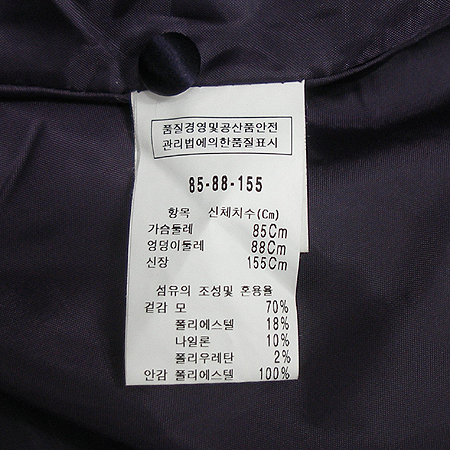 품질경영및공산품안전
관리법에의한품질표시
85-88-155
항목 신체치수(Cm)
가슴둘레 85Cm
엉덩이둘레 88Cm
신장 155Cm
섬유의 조성및 혼용율
겉감 모 70%
폴리에스텔 18%
나일론 10%
폴리우레탄 2%
안감 폴리에스텔 100%